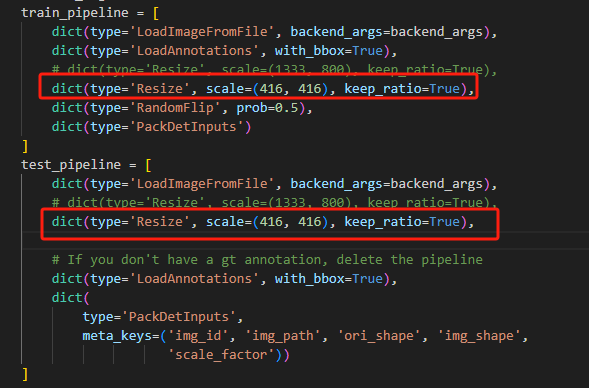 train_pipeline = [
    dict(type='LoadImageFromFile', backend_args=backend_args),
    dict(type='LoadAnnotations', with_bbox=True),
    # dict(type='Resize', scale=(1333, 800), keep_ratio=True),
    dict(type='Resize', scale=(416, 416), keep_ratio=True),
    dict(type='RandomFlip', prob=0.5),
    dict(type='PackDetInputs')
]
test_pipeline = [
    dict(type='LoadImageFromFile', backend_args=backend_args),
    # dict(type='Resize', scale=(1333, 800), keep_ratio=True),
    dict(type='Resize', scale=(416, 416), keep_ratio=True),
    # If you don't have a gt annotation, delete the pipeline
    dict(type='LoadAnnotations', with_bbox=True),
    dict(
        type='PackDetInputs',
        meta_keys=('img_id', 'img_path', 'ori_shape', 'img_shape',
                   'scale_factor'))
]